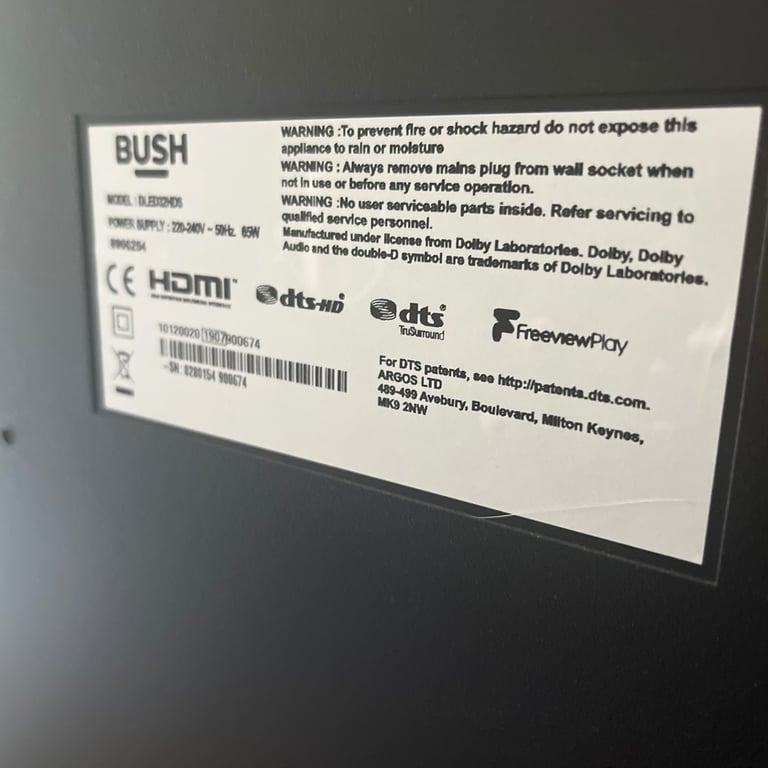 BUSH
MODEL : DLED32HDS
POWER SUPPLY : 220-240V ~ 50Hz. 65W
8906254
WARNING :To prevent fire or shock hazard do not expose this
appliance to rain or moisture
WARNING : Always remove mains plug from wall socket when
not in use or before any service operation.
WARNING :No user serviceable parts inside. Refer servicing to
qualified service personnel.
Manufactured under license from Dolby Laboratories. Dolby, Dolby
Audio and the double-D symbol are trademarks of Dolby Laboratories.
CE HDMI
dts-HD
dts
TruSurround
FreeviewPlay
10120020 1907 900674
SN: 0280154 900674
For DTS patents, see http://patents.dts.com.
ARGOS LTD
489-499 Avebury, Boulevard, Milton Keynes,
MK9 2NW